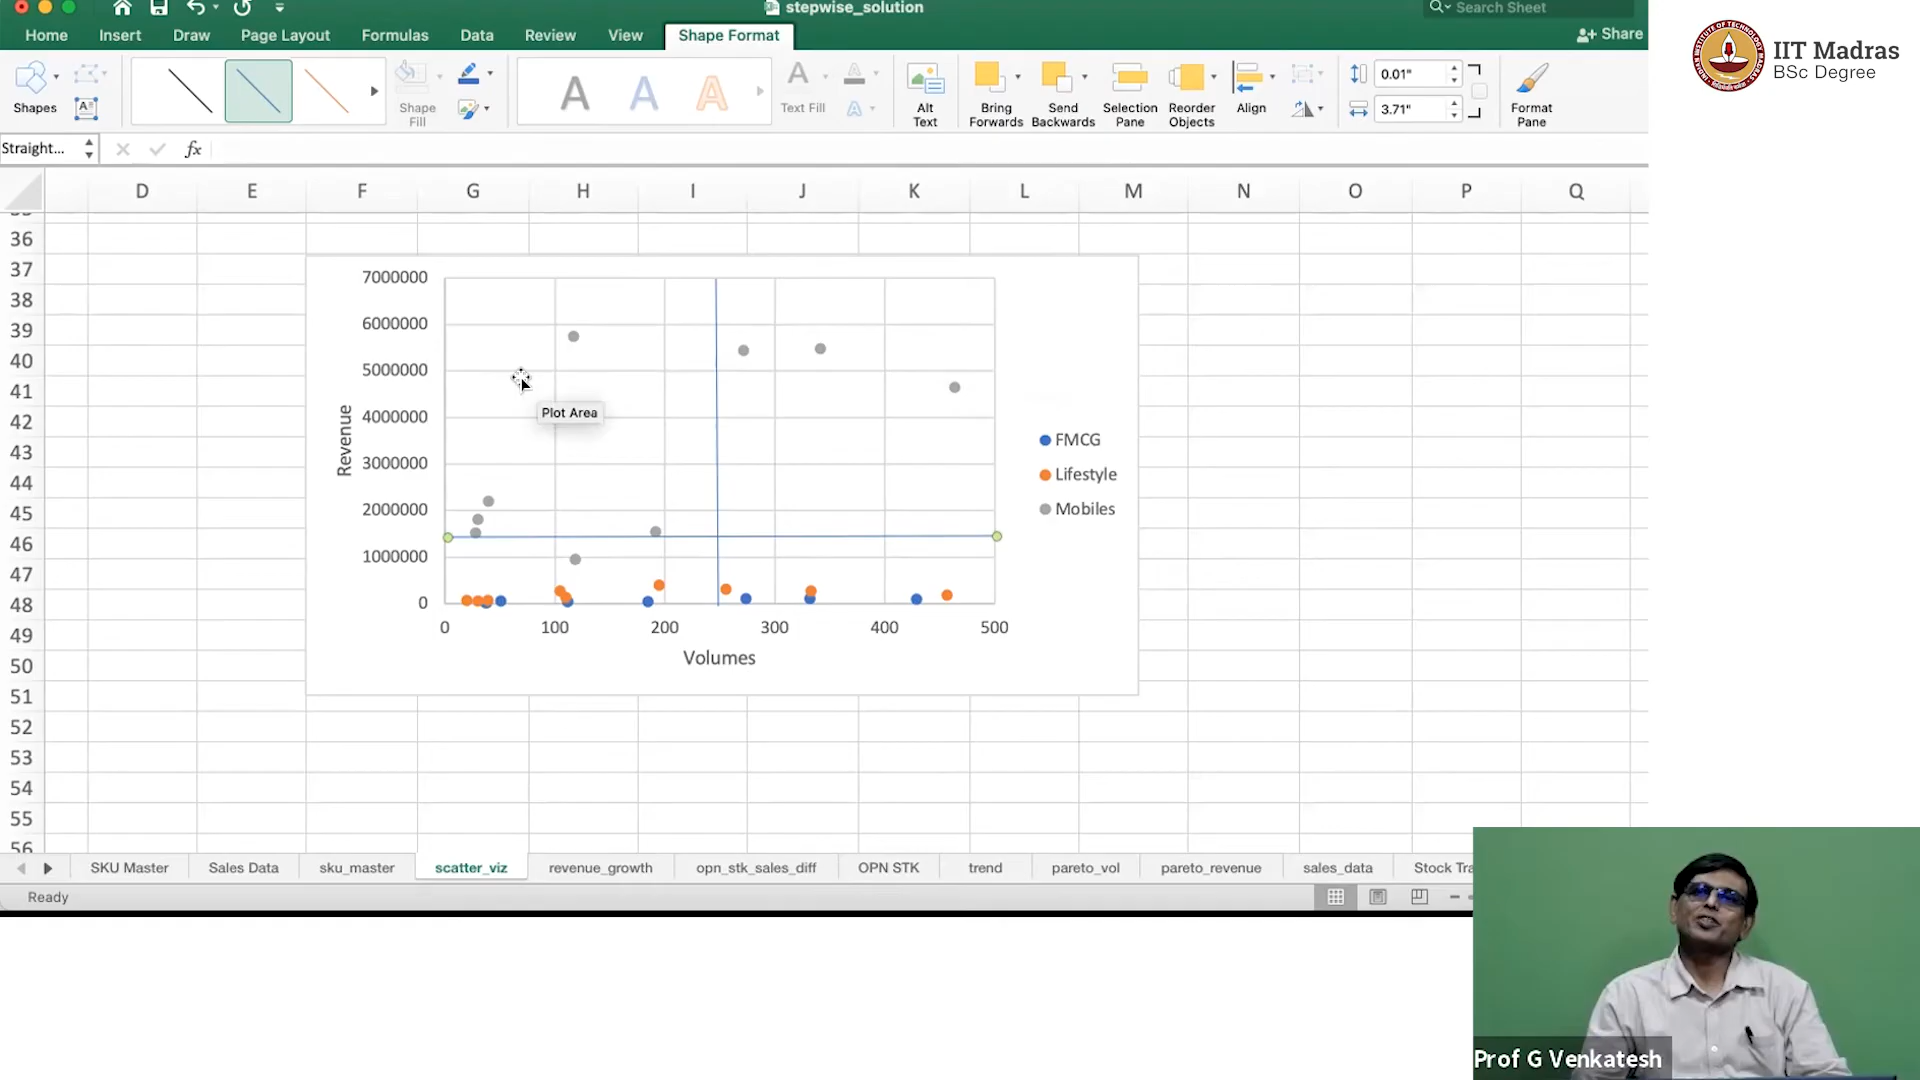 stepwise_solution
Search Sheet
Home Insert Draw Page Layout Formulas Data Review View Shape Format Share
Shapes
Shape Fill
A A A
Text Fill
Alt Text
Bring Forwards
Send Backwards
Selection Pane
Reorder Objects
Align
0.01"
3.71"
Format Pane
IIT Madras
BSc Degree
Straight...
fx
D E F G H I J K L M N O P Q
36
37
38
39
40
41
42
43
44
45
46
47
48
49
50
51
52
53
54
55
56
7000000
6000000
5000000
4000000
3000000
2000000
1000000
0
Revenue
Plot Area
FMCG
Lifestyle
Mobiles
0 100 200 300 400 500
Volumes
SKU Master Sales Data sku_master scatter_viz revenue_growth opn_stk_sales_diff OPN STK trend pareto_vol pareto_revenue sales_data Stock Tra
Ready
Prof G Venkatesh